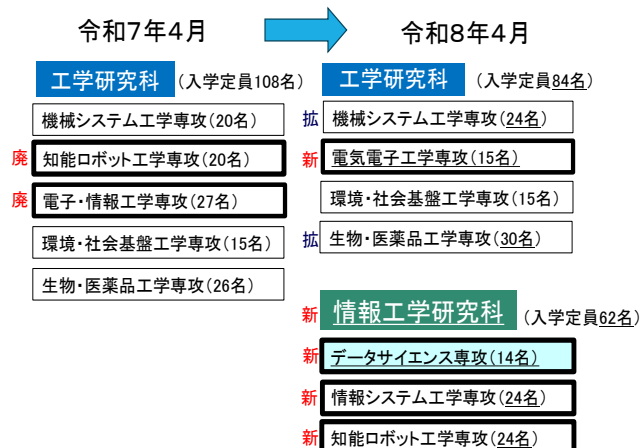 令和7年4月
工学研究科 (入学定員108名)
機械システム工学専攻(20名)
廃 知能ロボット工学専攻(20名)
廃 電子・情報工学専攻(27名)
環境・社会基盤工学専攻(15名)
生物・医薬品工学専攻(26名)
令和8年4月
工学研究科 (入学定員84名)
拡 機械システム工学専攻(24名)
新 電気電子工学専攻(15名)
環境・社会基盤工学専攻(15名)
拡 生物・医薬品工学専攻(30名)
新 情報工学研究科 (入学定員62名)
新 データサイエンス専攻(14名)
新 情報システム工学専攻(24名)
新 知能ロボット工学専攻(24名)